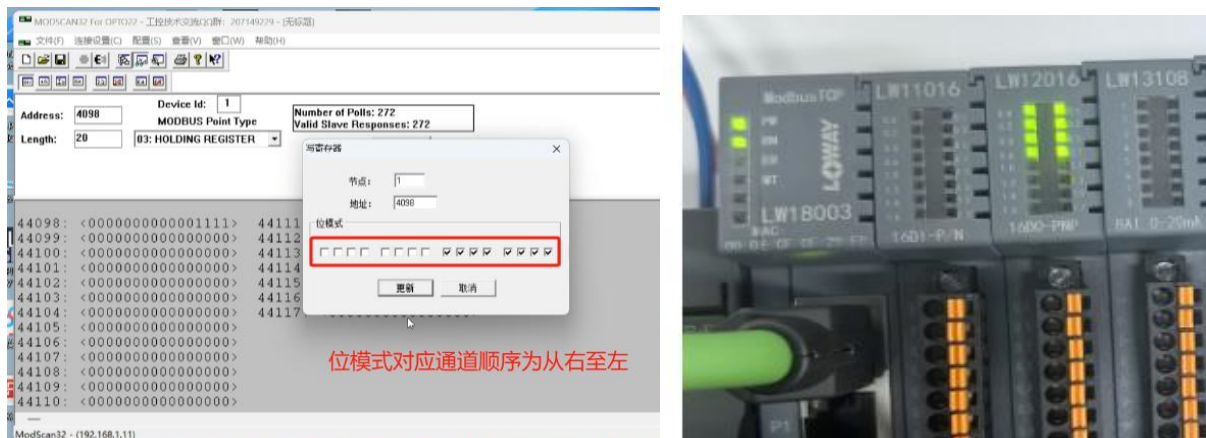 MODSCAN32 For OPTO22 - 工控技术交流QQ群: 207149229 - [无标题]
文件(F) 连接设置(C) 配置(S) 查看(V) 窗口(W) 帮助(H)
Address: 4098
Device Id: 1
MODBUS Point Type
Length: 20
03: HOLDING REGISTER
Number of Polls: 272
Valid Slave Responses: 272
写寄存器
节点: 1
地址: 4098
位模式
更新 取消
44098: <0000000000001111> 44111
44099: <0000000000000000> 44112
44100: <0000000000000000> 44113
44101: <0000000000000000> 44114
44102: <0000000000000000> 44115
44103: <0000000000000000> 44116
44104: <0000000000000000> 44117: <0000000000000000>
44105: <0000000000000000>
44106: <0000000000000000>
44107: <0000000000000000>
44108: <0000000000000000>
44109: <0000000000000000>
44110: <0000000000000000>
位模式对应通道顺序为从右至左
ModScan32 - (192.168.1.11)
ModbusTCP
PW
LQWAY
LW18003
MAC:
P1
LW11016
16DI-P/N
LW12016
16DO-PNP
LW13108
8AI 0-20mA